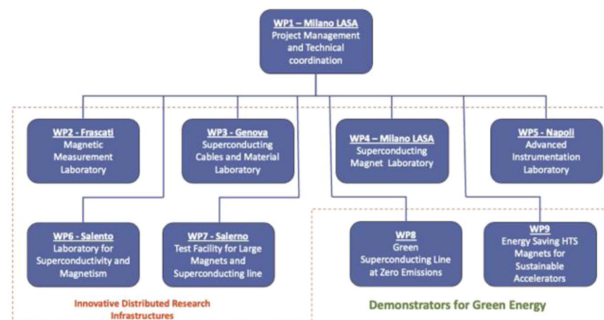 WP1 – Milano LASA
Project Management
and Technical
coordination
WP2 - Frascati
Magnetic
Measurement
Laboratory
WP3 - Genova
Superconducting
Cables and Material
Laboratory
WP4 – Milano LASA
Superconducting
Magnet Laboratory
WP5 - Napoli
Advanced
Instrumentation
Laboratory
WP6 - Salento
Laboratory for
Superconductivity and
Magnetism
WP7 - Salerno
Test Facility for Large
Magnets and
Superconducting line
WP8
Green
Superconducting Line
at Zero Emissions
WP9
Energy Saving HTS
Magnets for
Sustainable
Accelerators
Innovative Distributed Research
Infrastructures
Demonstrators for Green Energy